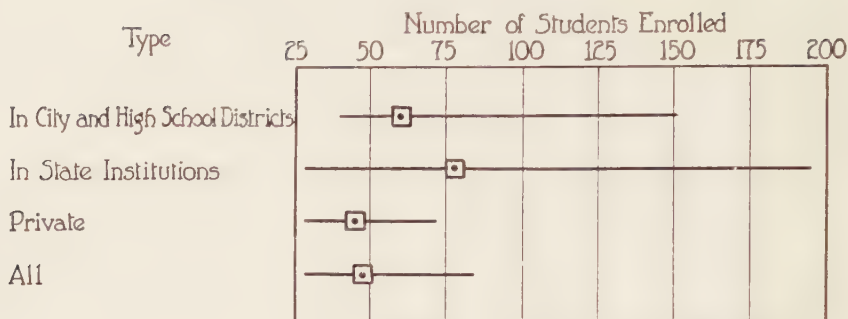 Number of Students Enrolled
Type
25 50 75 100 125 150 175 200
In City and High School Districts
In State Institutions
Private
All